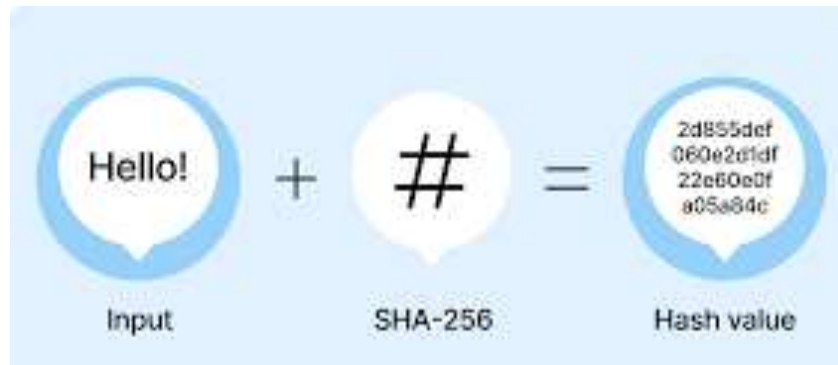 Hello!
+
#
=
2d855def
060e2d1df
22e60e0f
a05a84c
Input
SHA-256
Hash value